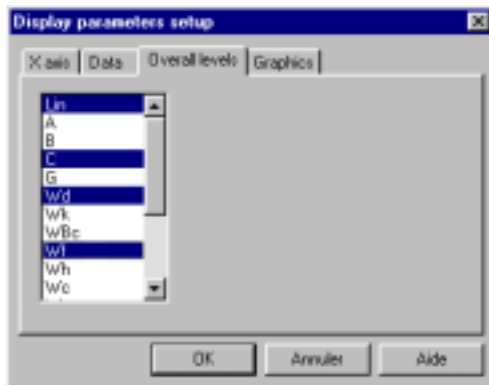 Display parameters setup
X axis Data Overall levels Graphics
Lin
A
B
C
G
Wd
Wk
WBc
Wf
Wh
Wc
OK Annuler Aide